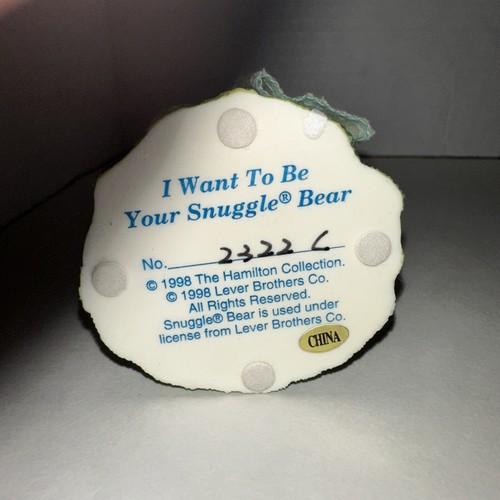 I Want To Be
Your Snuggle® Bear
No. 2322 C
© 1998 The Hamilton Collection.
© 1998 Lever Brothers Co.
All Rights Reserved.
Snuggle® Bear is used under
license from Lever Brothers Co.
CHINA